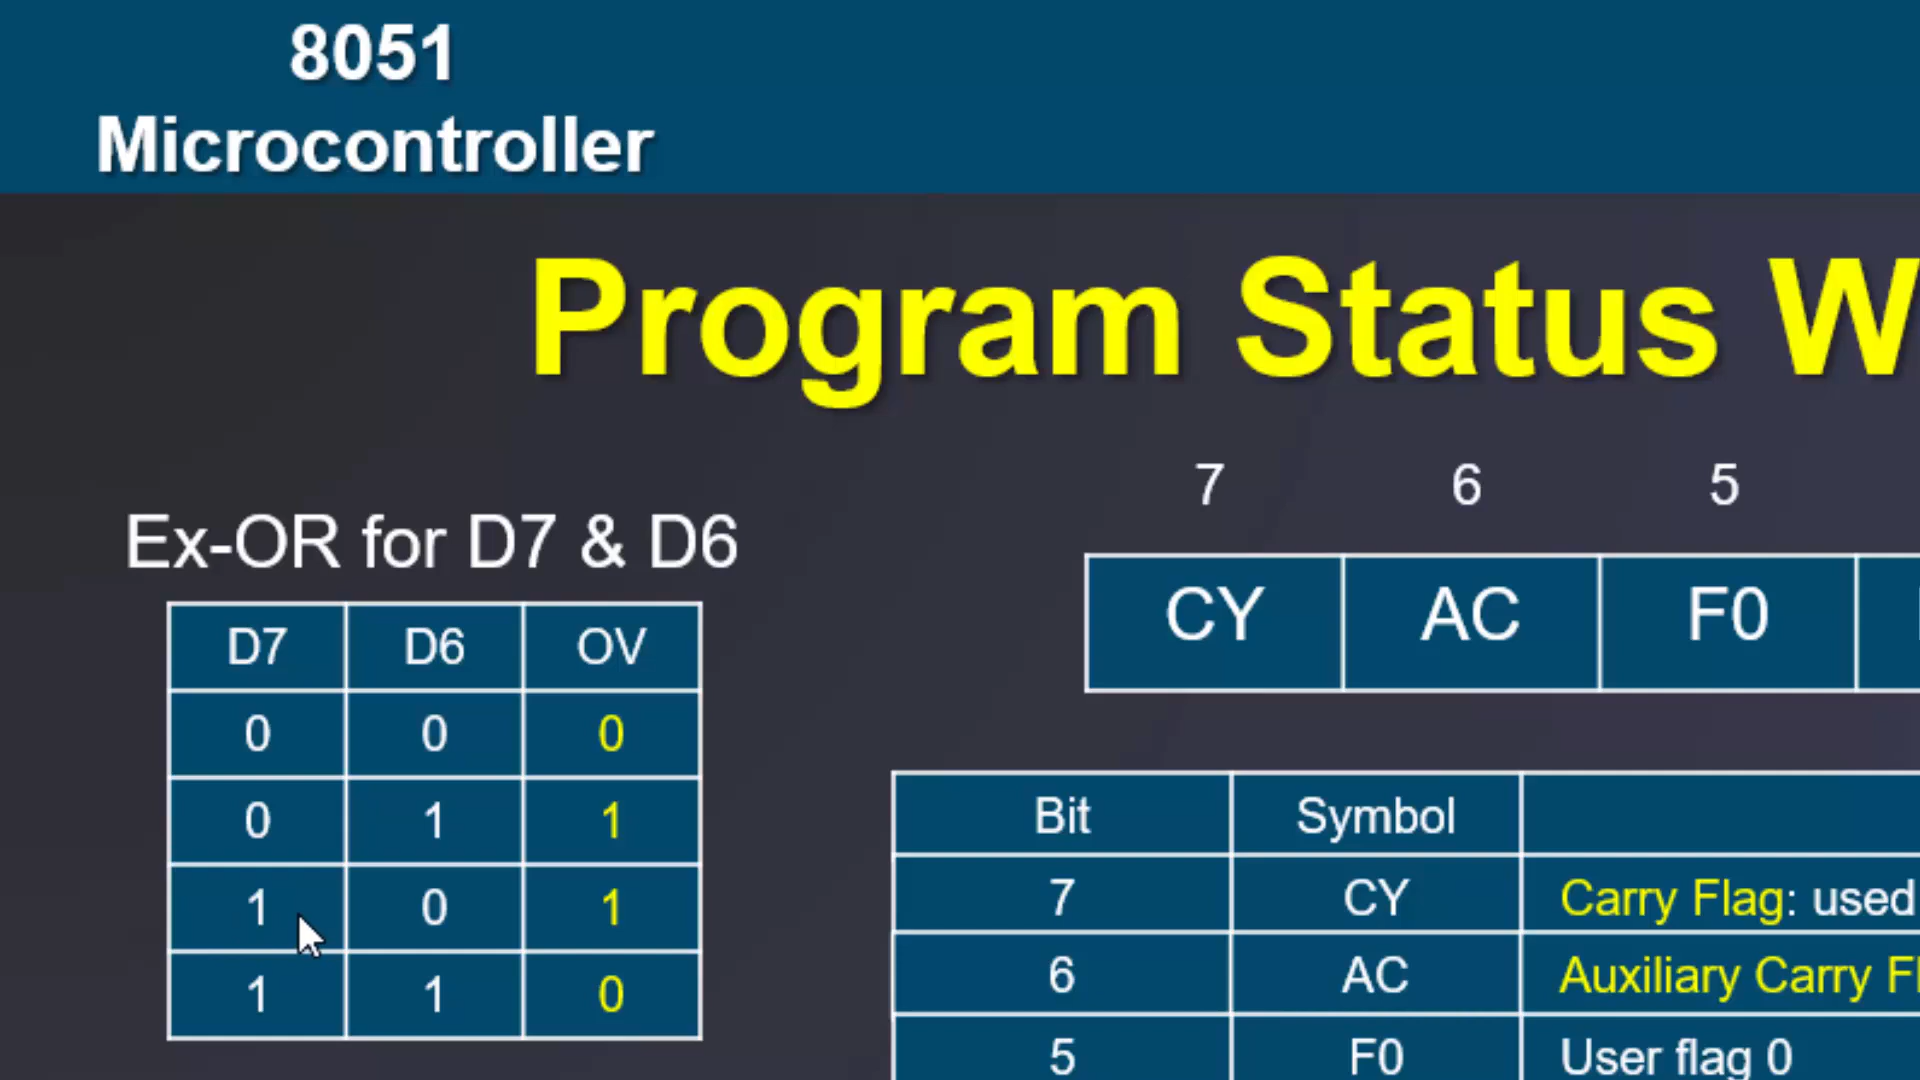 8051
Microcontroller
Program Status W
Ex-OR for D7 & D6
D7 D6 OV
0 0 0
0 1 1
1 0 1
1 1 0
7 6 5
CY AC F0
Bit Symbol
7 CY Carry Flag: used
6 AC Auxiliary Carry Fl
5 F0 User flag 0